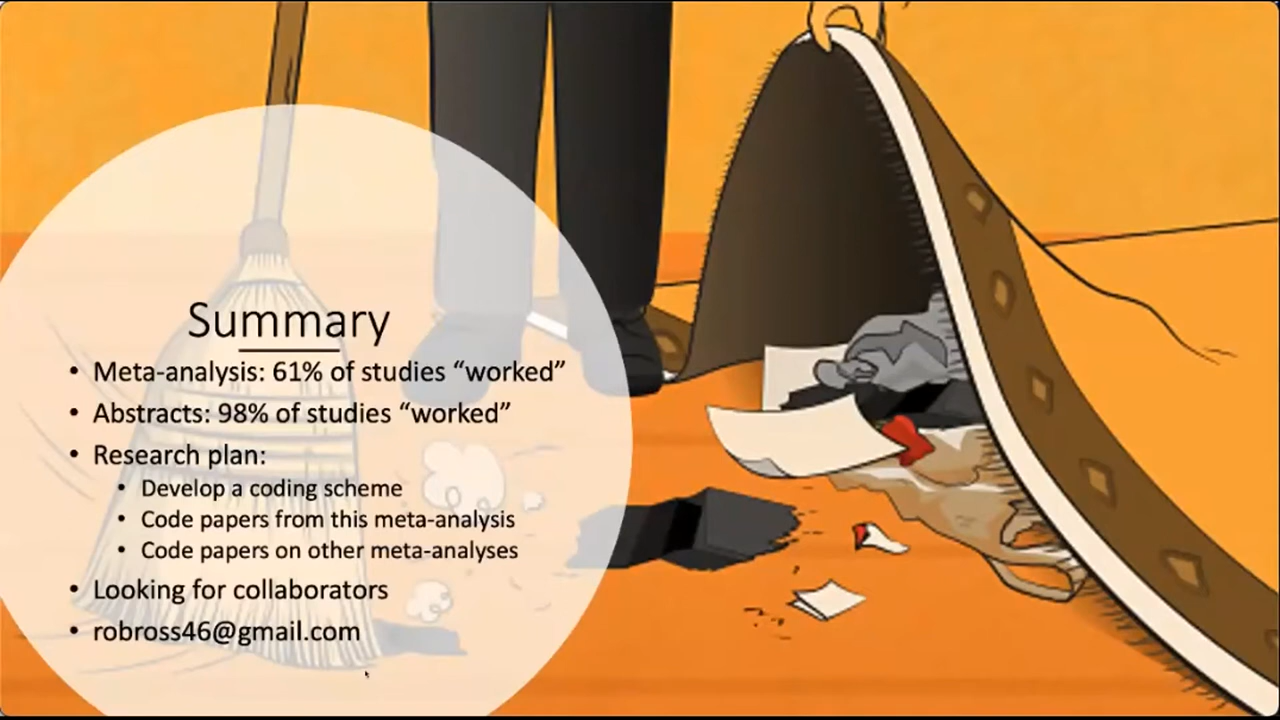 Summary
• Meta-analysis: 61% of studies “worked”
• Abstracts: 98% of studies “worked”
• Research plan:
• Develop a coding scheme
• Code papers from this meta-analysis
• Code papers on other meta-analyses
• Looking for collaborators
• robross46@gmail.com